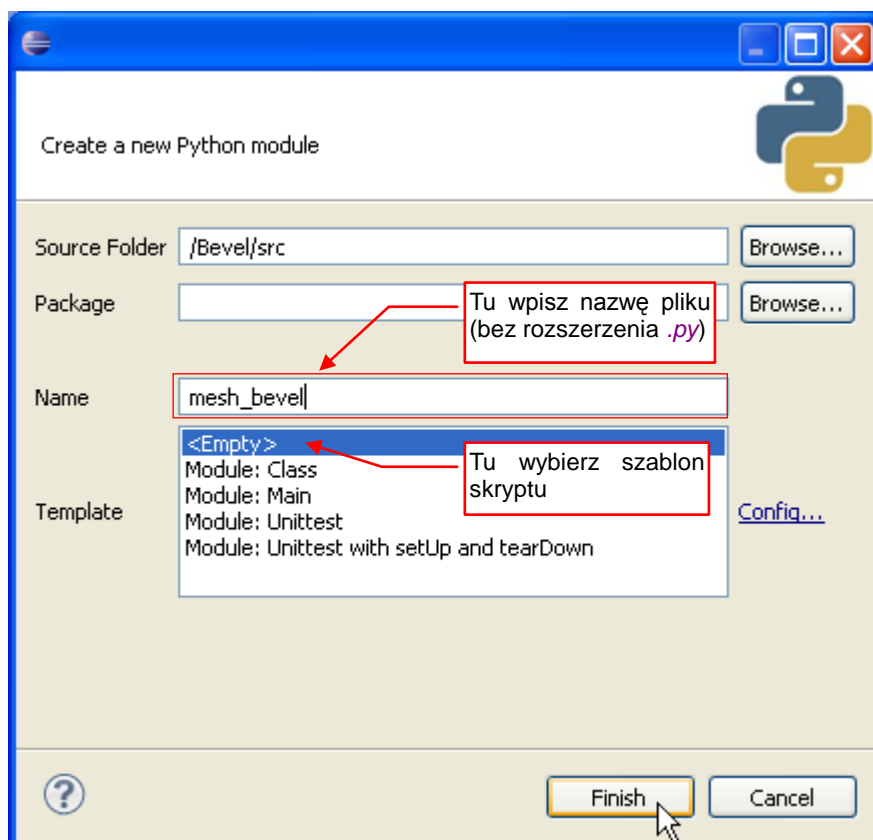 Create a new Python module
Source Folder /Bevel/src Browse...
Package Browse...
Tu wpisz nazwę pliku
(bez rozszerzenia .py)
Name mesh_bevel
<Empty>
Module: Class
Module: Main
Module: Unittest
Module: Unittest with setUp and tearDown
Tu wybierz szablon
skryptu
Template
Config...
?
Finish
Cancel